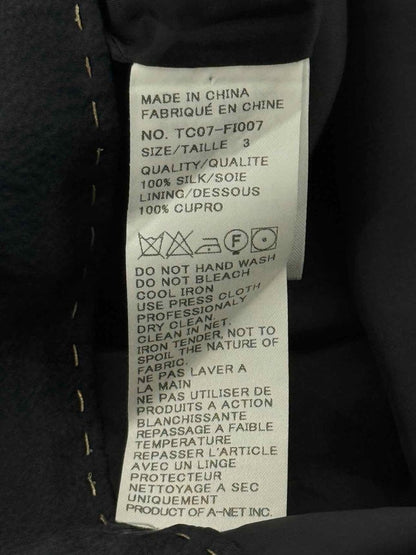 MADE IN CHINA
FABRIQUÉ EN CHINE
NO. TC07-FI007
SIZE/TAILLE 3
QUALITY/QUALITE
100% SILK/SOIE
LINING/DESSOUS
100% CUPRO
F
DO NOT HAND WASH
DO NOT BLEACH
COOL IRON
USE PRESS CLOTH
PROFESSIONALY
DRY CLEAN.
CLEAN IN NET.
IRON TENDER, NOT TO
SPOIL THE NATURE OF
FABRIC.
NE PAS LAVER A
LA MAIN
NE PAS UTILISER DE
PRODUITS A ACTION
BLANCHISSANTE
REPASSAGE A FAIBLE
TEMPERATURE
REPASSER L'ARTICLE
AVEC UN LINGE
PROTECTEUR
NETTOYAGE A SEC
UNIQUEMENT
PRODUCT OF A-NET INC.